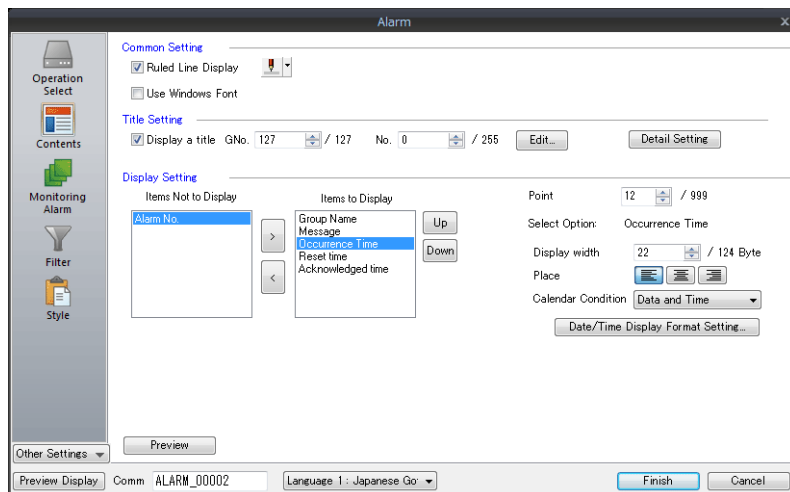 Alarm
x
Operation
Select
Contents
Monitoring
Alarm
Filter
Style
Other Settings
Common Setting
Ruled Line Display
Use Windows Font
Title Setting
Display a title GNo. 127 / 127 No. 0 / 255 Edit... Detail Setting
Display Setting
Items Not to Display
Alarm No.
>
<
Items to Display
Group Name
Message
Occurrence Time
Reset time
Acknowledged time
Up
Down
Point 12 / 999
Select Option: Occurrence Time
Display width 22 / 124 Byte
Place
Calendar Condition Data and Time
Date/Time Display Format Setting...
Preview
Preview Display Comm ALARM_00002 Language 1 : Japanese Go Finish Cancel